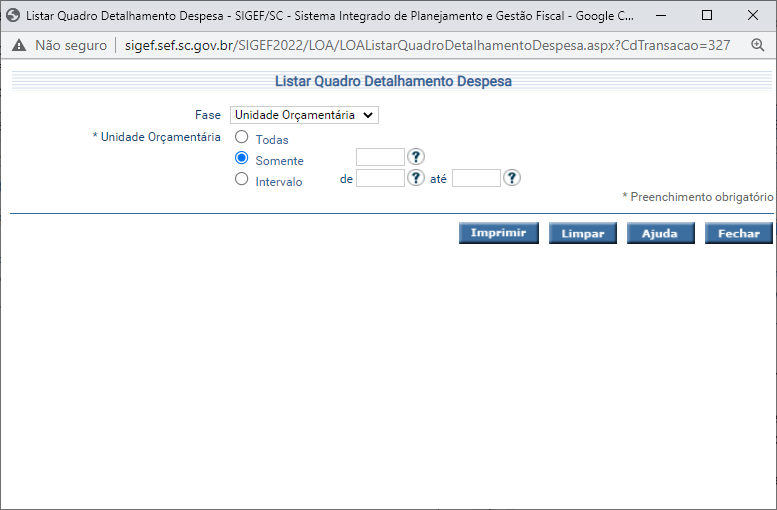 Listar Quadro Detalhamento Despesa - SIGEF/SC - Sistema Integrado de Planejamento e Gestão Fiscal - Google C...
Não seguro | sigef.sef.sc.gov.br/SIGEF2022/LOA/LOAListarQuadroDetalhamentoDespesa.aspx?CdTransacao=327
Listar Quadro Detalhamento Despesa
Fase Unidade Orçamentária
* Unidade Orçamentária Todas
Somente ?
Intervalo de ? até ?
* Preenchimento obrigatório
Imprimir Limpar Ajuda Fechar